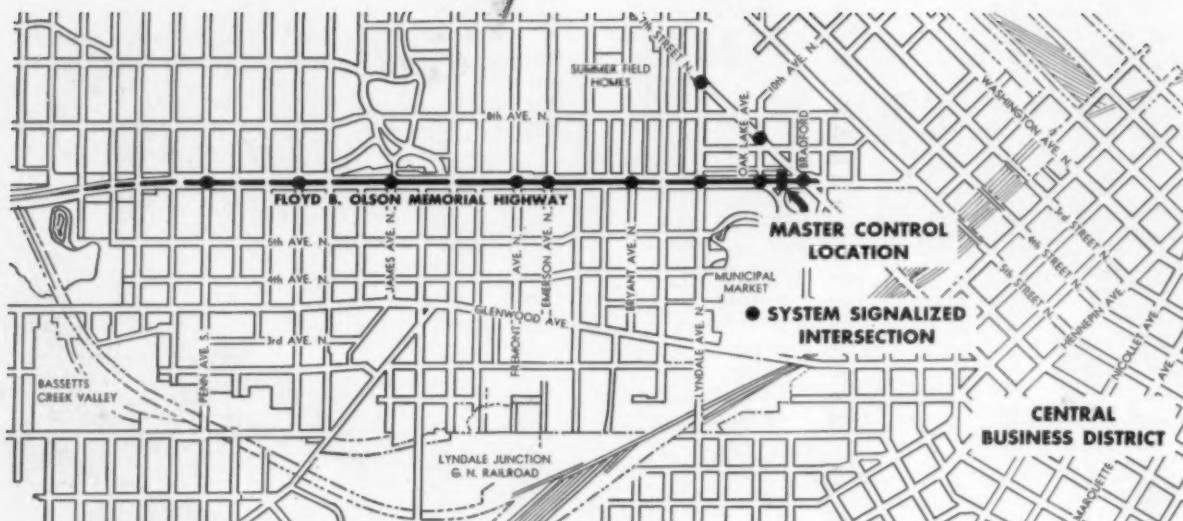 7TH STREET N.
SUMMER FIELD
HOMES
10th AVE. N.
WASHINGTON AVE. N.
8th AVE. N.
OAK LAKE AVE.
BRADFORD
FLOYD B. OLSON MEMORIAL HIGHWAY
MASTER CONTROL
LOCATION
3rd STREET N.
4th STREET N.
5th STREET N.
5th AVE. N.
4th AVE. N.
JAMES AVE. N.
FREMONT AVE. N.
EMERSON AVE. N.
BRYANT AVE. N.
MUNICIPAL
MARKET
SYSTEM SIGNALIZED
INTERSECTION
HENNEPIN AVE.
NICOLLET AVE.
GLENWOOD AVE.
3rd AVE. N.
PENN AVE. S.
LYNDALE AVE. N.
BASSETTS
CREEK VALLEY
CENTRAL
BUSINESS DISTRICT
LYNDALE JUNCTION
G. N. RAILROAD
MARQUETTE AVE.